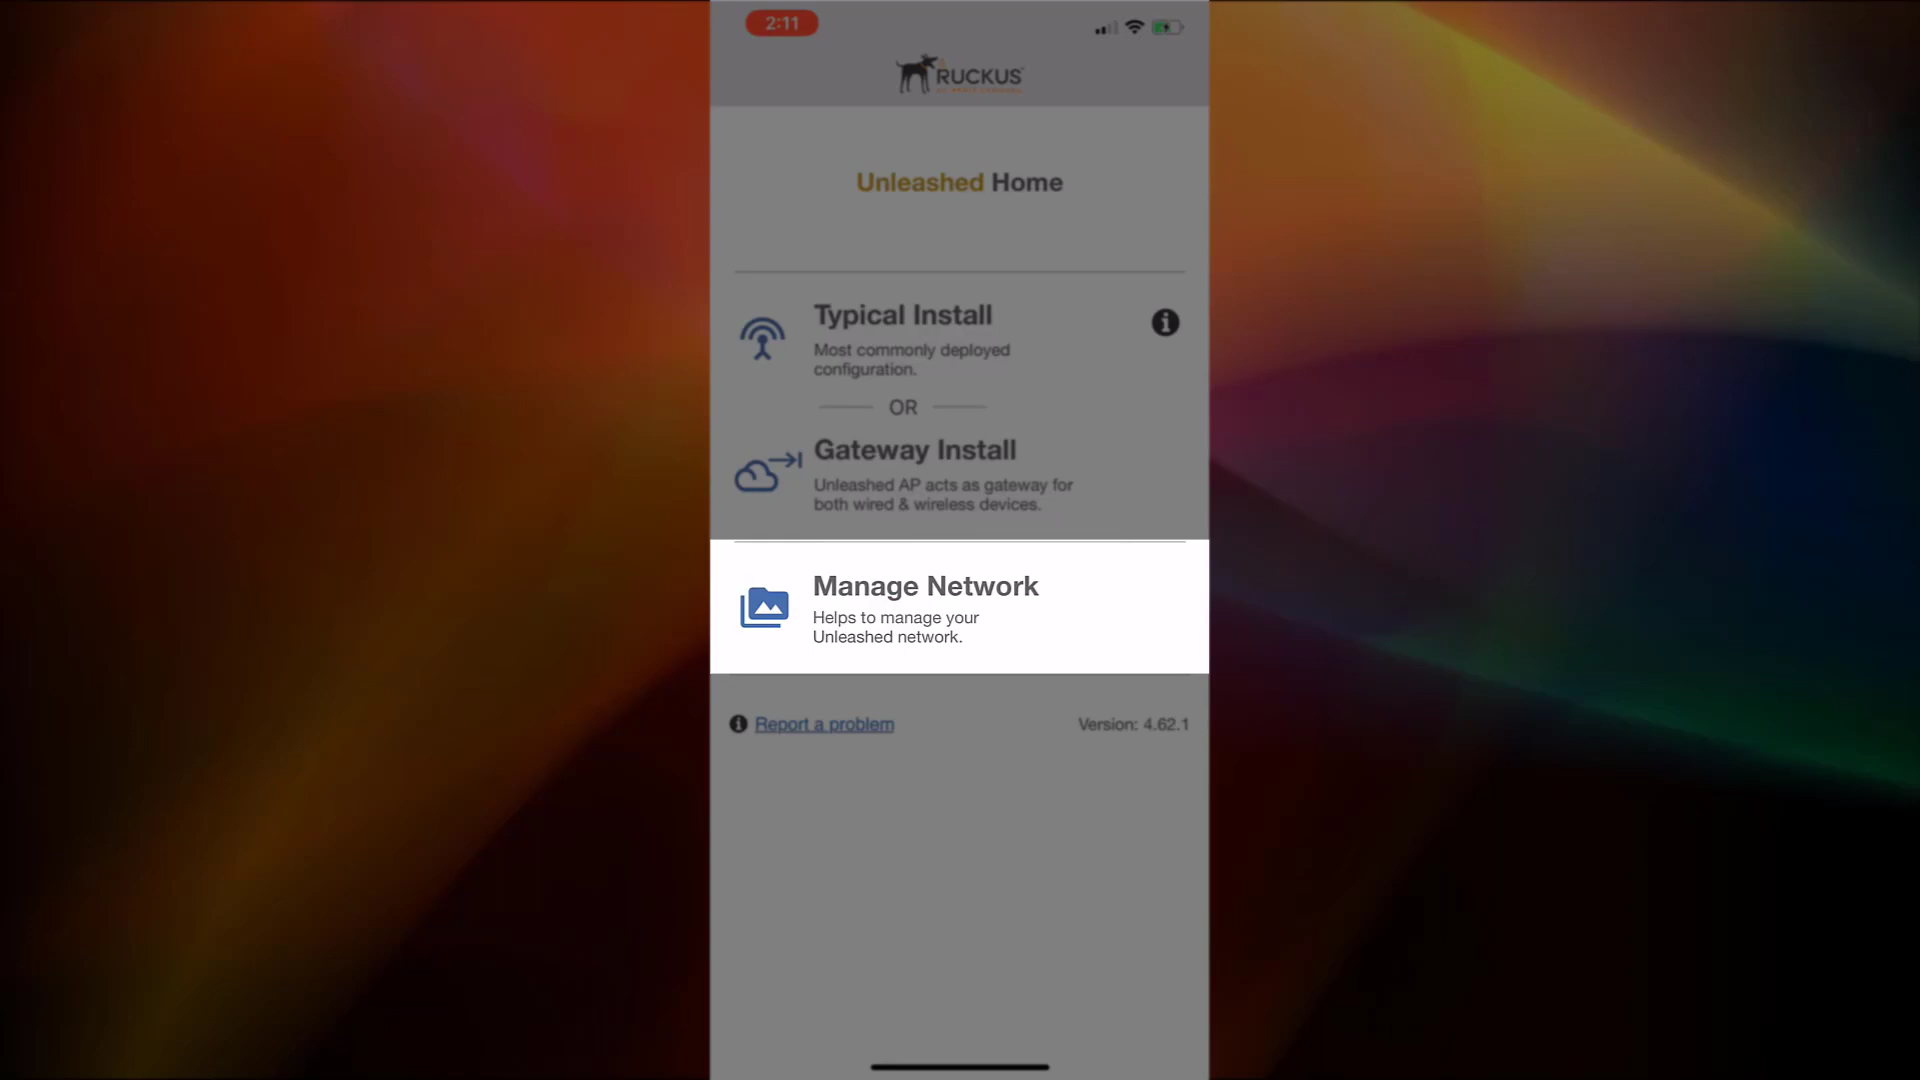 2:11
RUCKUS
Unleashed Home
Typical Install
Most commonly deployed
configuration.
OR
Gateway Install
Unleashed AP acts as gateway for
both wired & wireless devices.
Manage Network
Helps to manage your
Unleashed network.
Report a problem
Version: 4.62.1